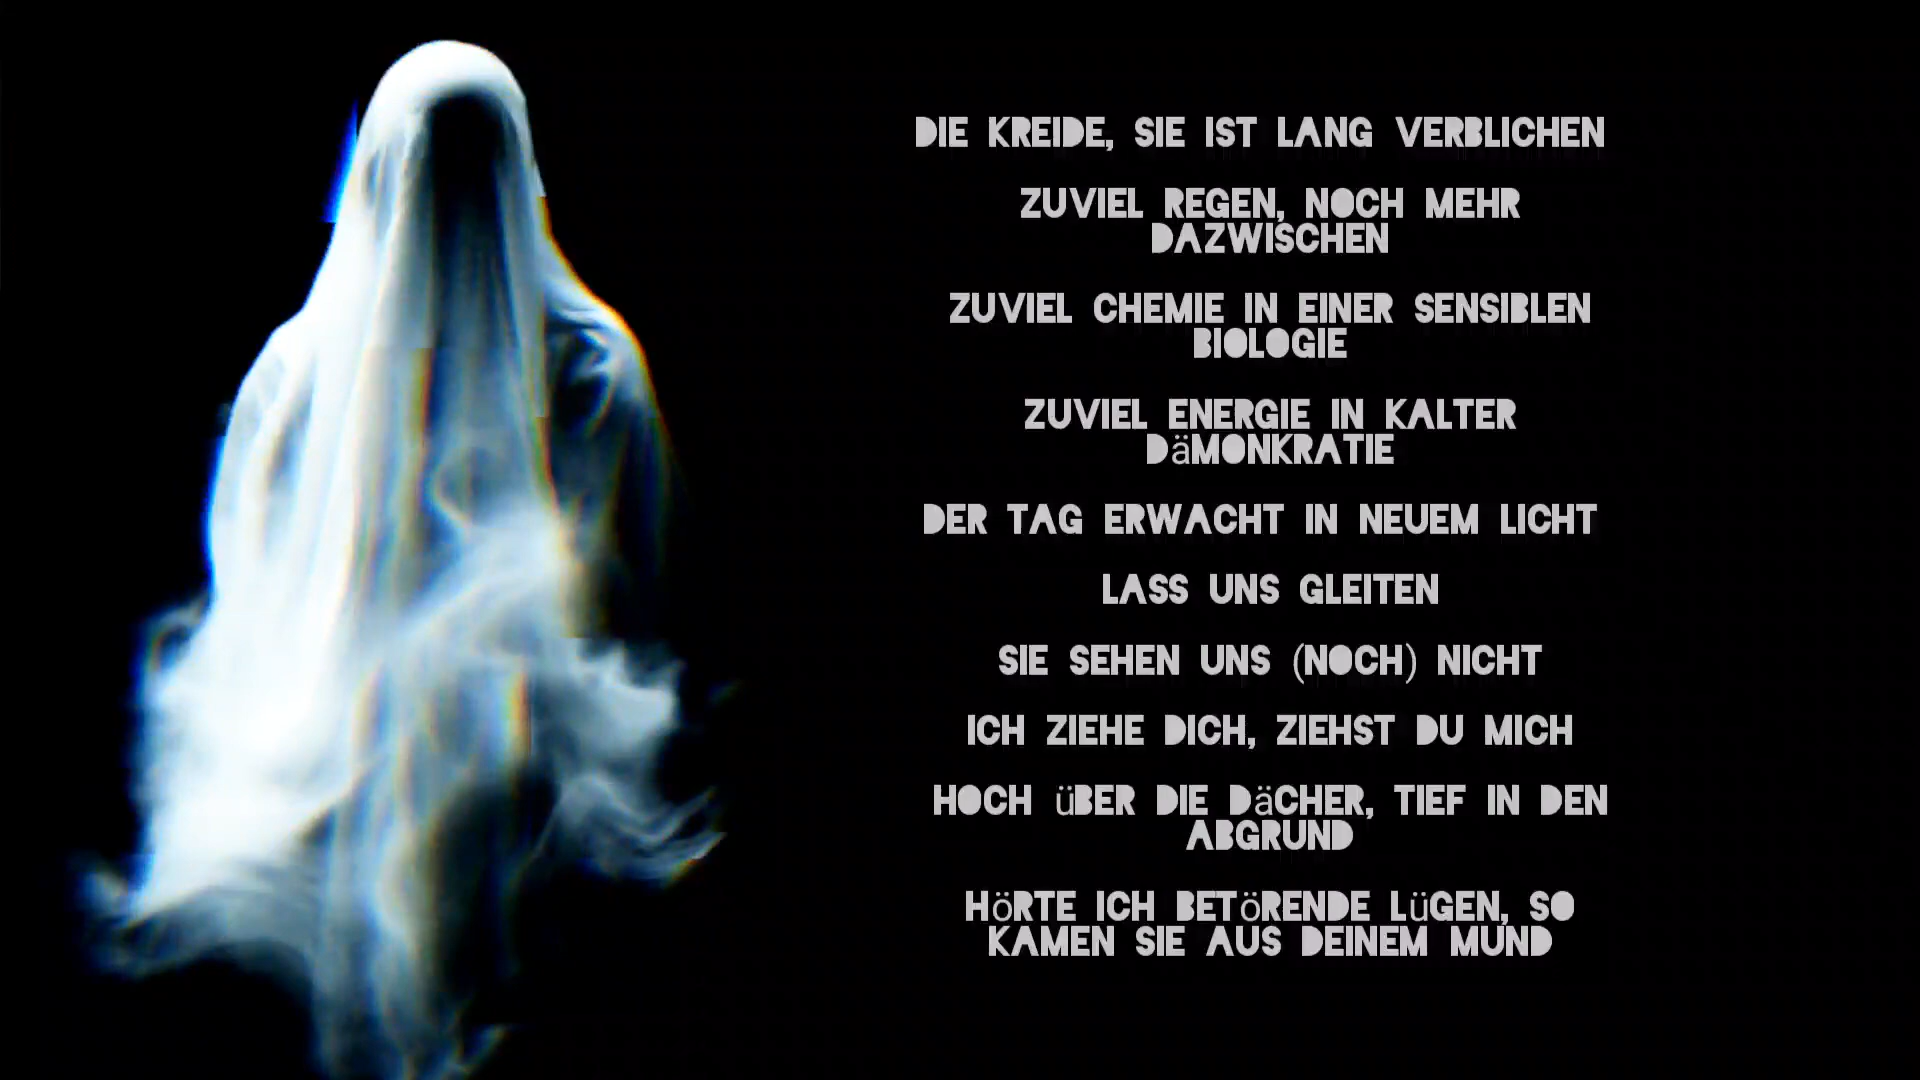 DIE KREIDE, SIE IST LANG VERBLICHEN
ZUVIEL REGEN, NOCH MEHR
DAZWISCHEN
ZUVIEL CHEMIE IN EINER SENSIBLEN
BIOLOGIE
ZUVIEL ENERGIE IN KALTER
DäMONKRATIE
DER TAG ERWACHT IN NEUEM LICHT
LASS UNS GLEITEN
SIE SEHEN UNS (NOCH) NICHT
ICH ZIEHE DICH, ZIEHST DU MICH
HOCH üBER DIE DäCHER, TIEF IN DEN
ABGRUND
HöRTE ICH BETöRENDE LüGEN, SO
KAMEN SIE AUS DEINEM MUND